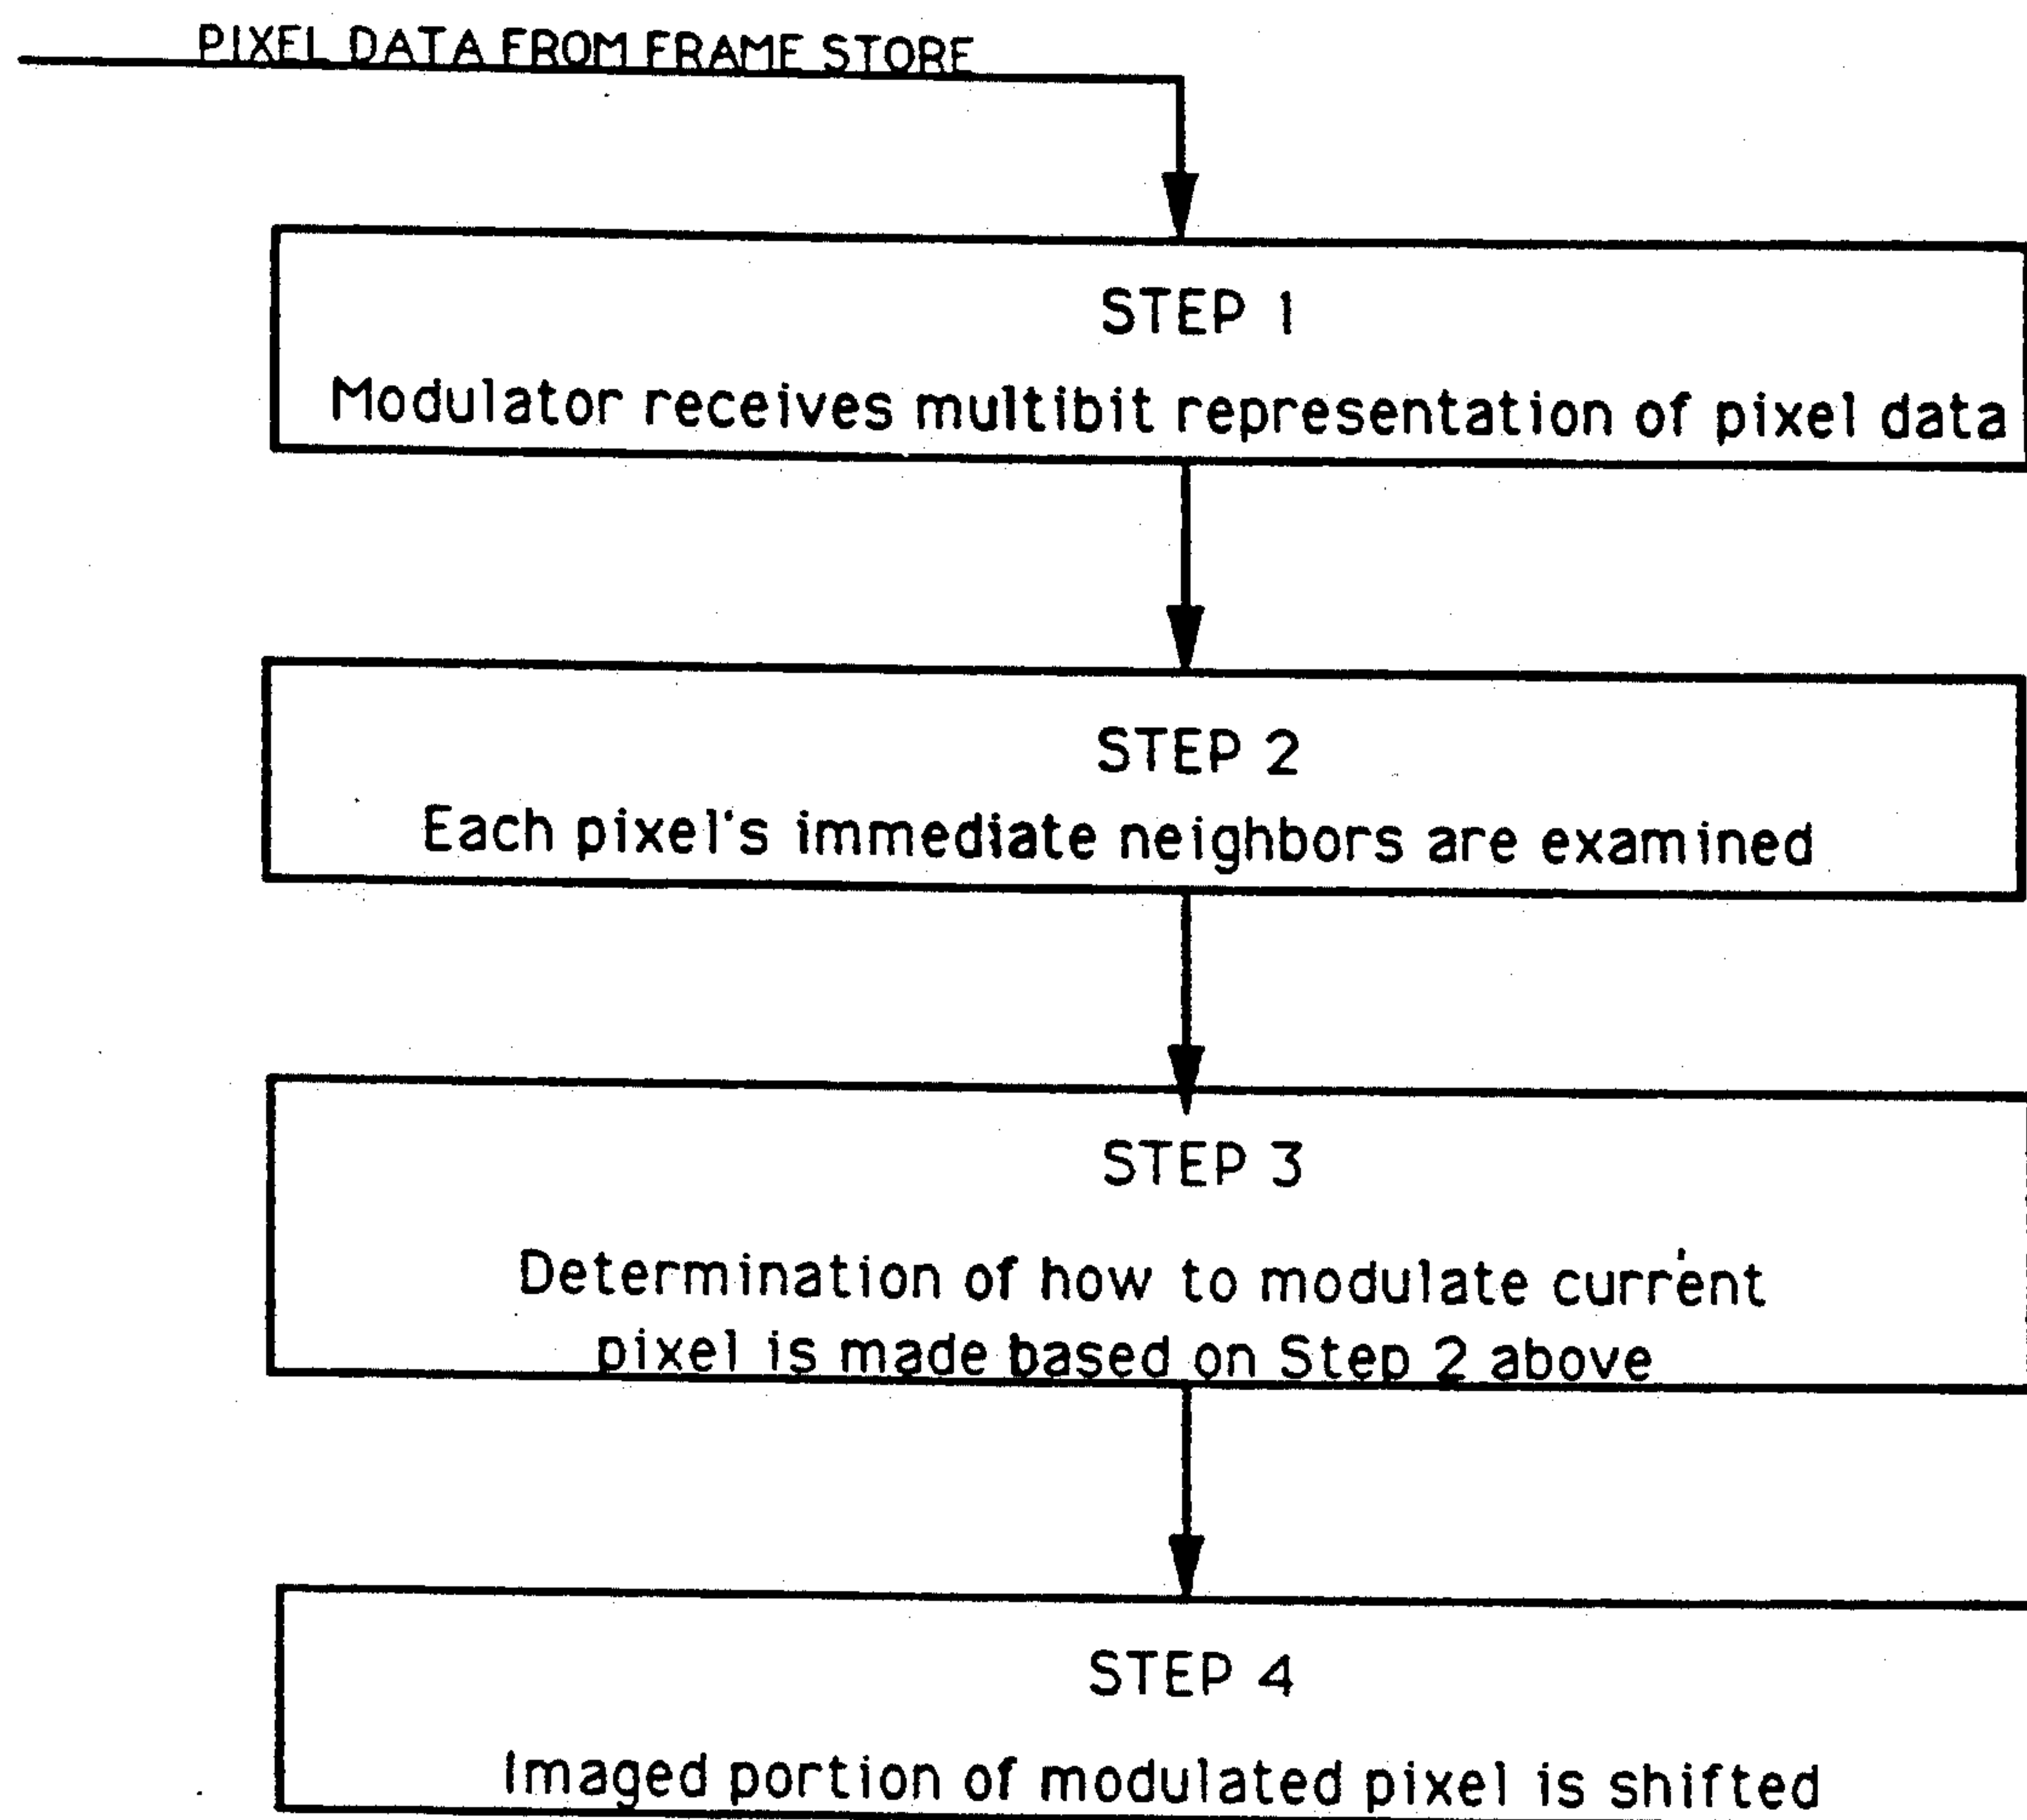 PIXEL DATA FROM FRAME STORE
STEP 1
Modulator receives multibit representation of pixel data
STEP 2
Each pixel's immediate neighbors are examined
STEP 3
Determination of how to modulate current
pixel is made based on Step 2 above
STEP 4
Imaged portion of modulated pixel is shifted